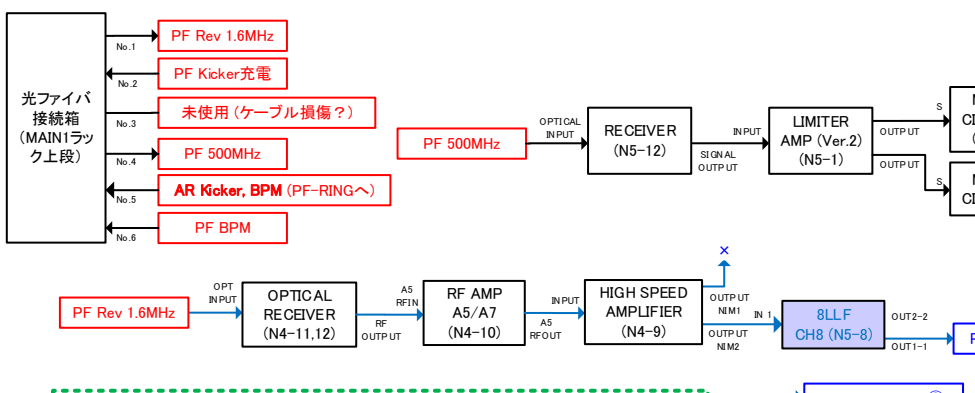 光ファイバ
接続箱
(MAIN1ラッ
ク上段)
No.1
PF Rev 1.6MHz
No.2
PF Kicker充電
No.3
未使用 (ケーブル損傷？)
No.4
PF 500MHz
No.5
AR Kicker, BPM (PF-RINGへ)
No.6
PF BPM
PF 500MHz
OPTICAL
INPUT
RECEIVER
(N5-12)
SIGNAL
OUTPUT
INPUT
LIMITER
AMP (Ver.2)
(N5-1)
OUTPUT
OUTPUT
S
S
PF Rev 1.6MHz
OPT
INPUT
OPTICAL
RECEIVER
(N4-11,12)
RF
OUTPUT
A5
RFIN
RF AMP
A5/A7
(N4-10)
A5
RFOUT
INPUT
HIGH SPEED
AMPLIFIER
(N4-9)
×
OUTPUT
NIM1
OUTPUT
NIM2
IN 1
8LLF
CH8 (N5-8)
OUT2-2
OUT1-1